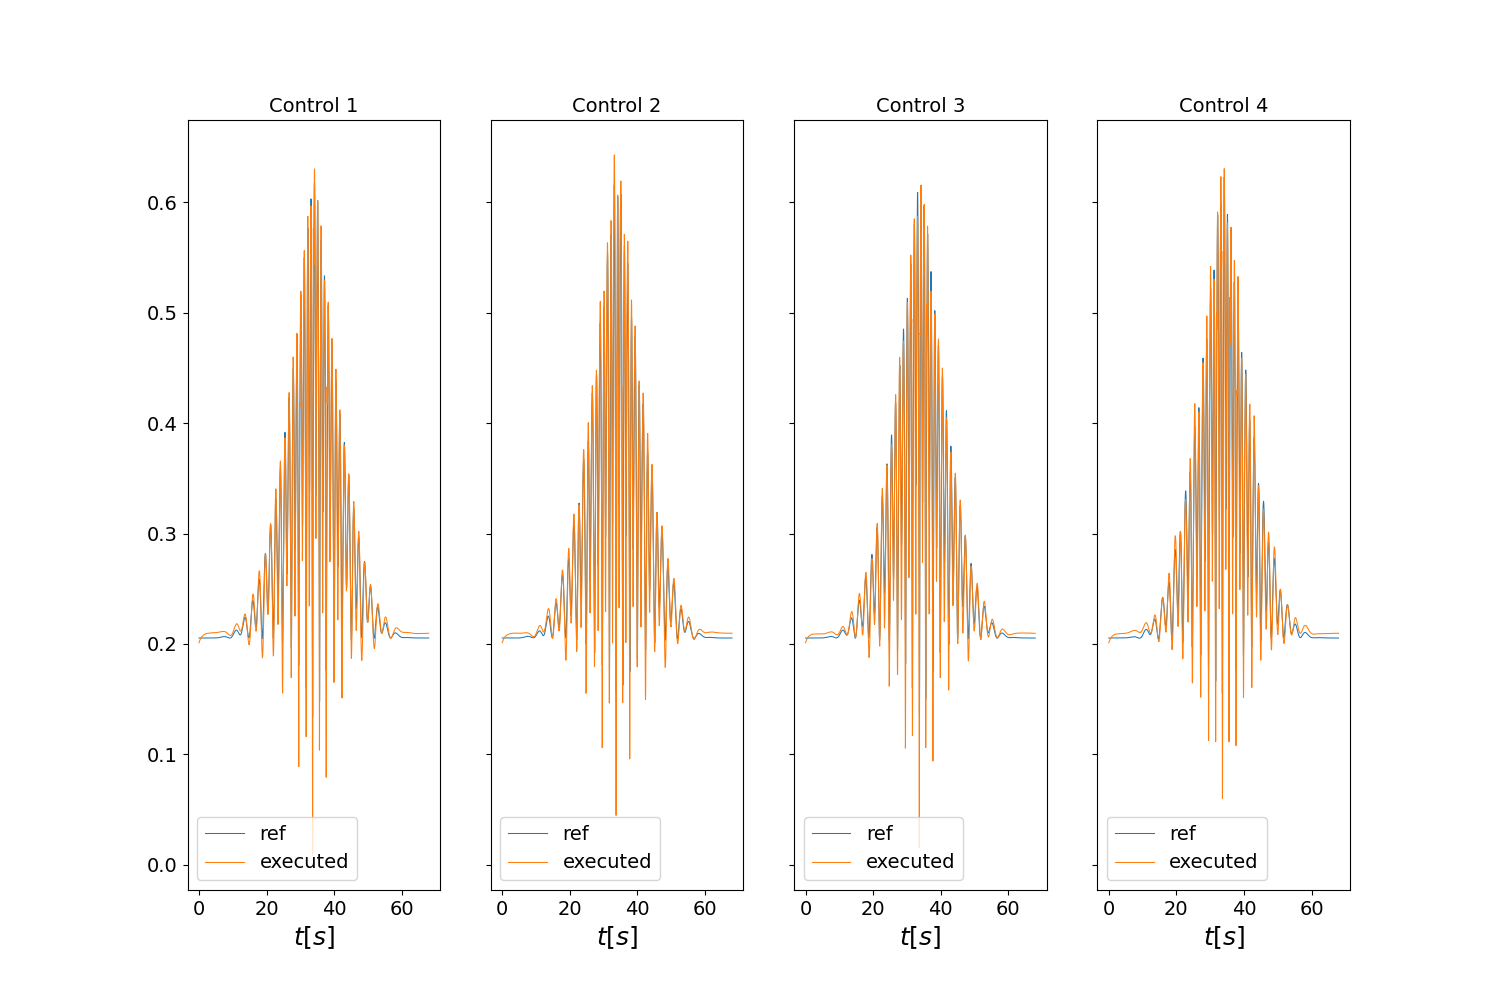 Control 1 Control 2 Control 3 Control 4
0.6
0.5
0.4
0.3
0.2
0.1
0.0
ref ref ref ref
executed executed executed executed
0 20 40 60 0 20 40 60 0 20 40 60 0 20 40 60
t[s] t[s] t[s] t[s]